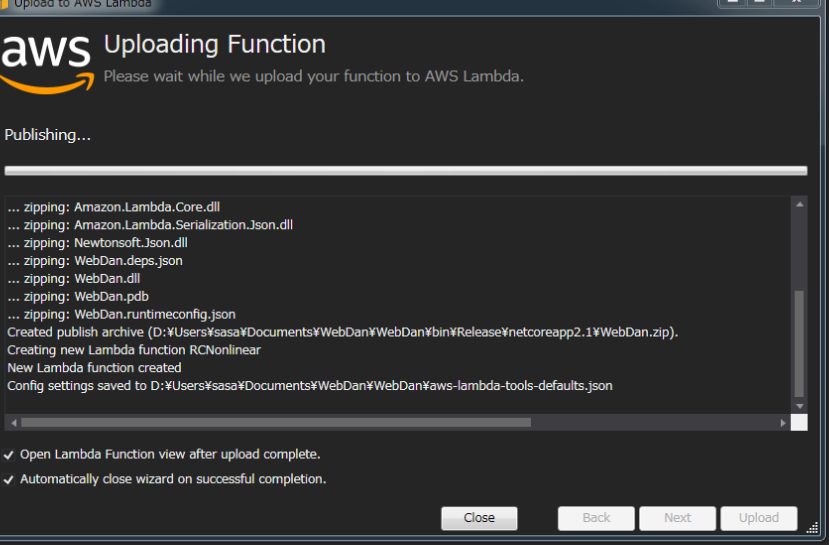 Upload to AWS Lambda
aws
Uploading Function
Please wait while we upload your function to AWS Lambda.
Publishing...
... zipping: Amazon.Lambda.Core.dll
... zipping: Amazon.Lambda.Serialization.Json.dll
... zipping: Newtonsoft.Json.dll
... zipping: WebDan.deps.json
... zipping: WebDan.dll
... zipping: WebDan.pdb
... zipping: WebDan.runtimeconfig.json
Created publish archive (D:¥Users¥sasa¥Documents¥WebDan¥WebDan¥bin¥Release¥netcoreapp2.1¥WebDan.zip).
Creating new Lambda function RCNonlinear
New Lambda function created
Config settings saved to D:¥Users¥sasa¥Documents¥WebDan¥WebDan¥aws-lambda-tools-defaults.json
Open Lambda Function view after upload complete.
Automatically close wizard on successful completion.
Close
Back
Next
Upload